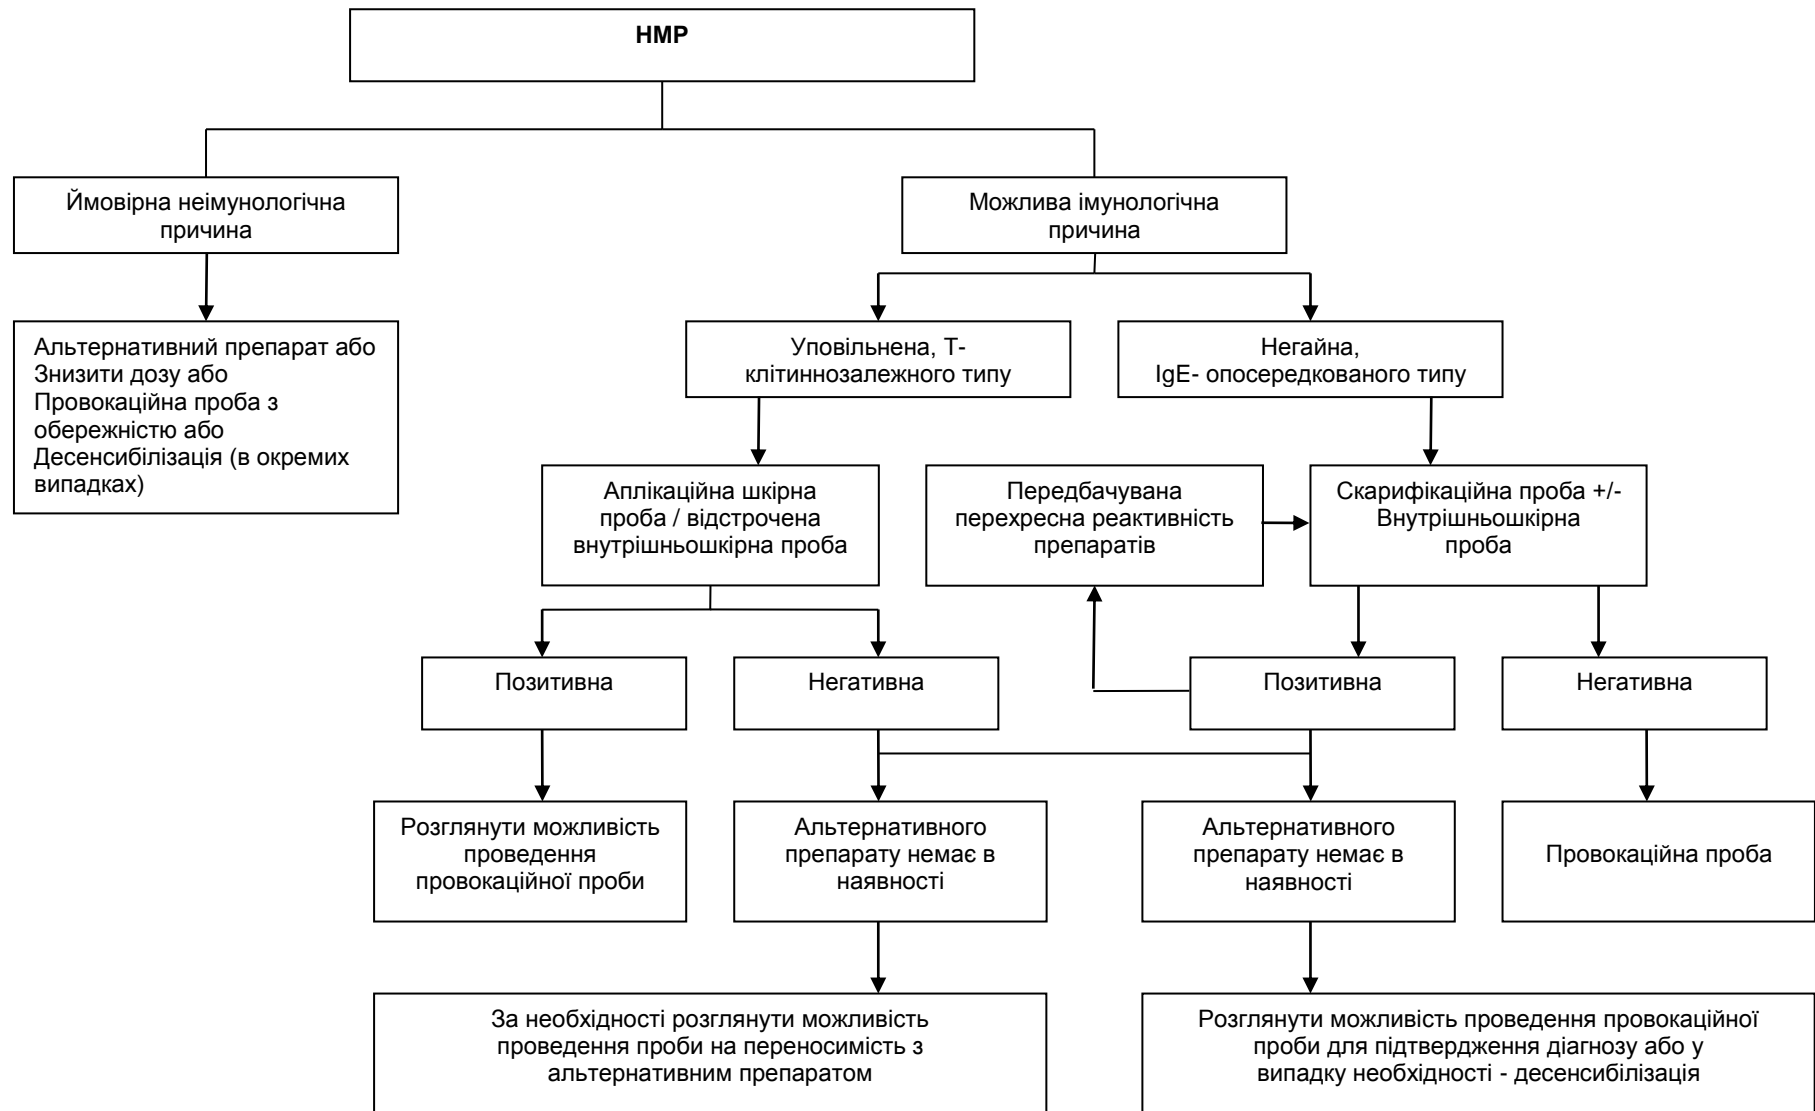 НМР
Ймовірна неімунологічна
причина
Можлива імунологічна
причина
Альтернативний препарат або
Знизити дозу або
Провокаційна проба з
обережністю або
Десенсибілізація (в окремих
випадках)
Уповільнена, Т-
клітиннозалежного типу
Негайна,
IgE- опосередкованого типу
Аплікаційна шкірна
проба / відстрочена
внутрішньошкірна проба
Передбачувана
перехресна реактивність
препаратів
Скарифікаційна проба +/-
Внутрішньошкірна
проба
Позитивна
Негативна
Позитивна
Негативна
Розглянути можливість
проведення
провокаційної проби
Альтернативного
препарату немає в
наявності
Альтернативного
препарату немає в
наявності
Провокаційна проба
За необхідності розглянути можливість
проведення проби на переносимість з
альтернативним препаратом
Розглянути можливість проведення провокаційної
проби для підтвердження діагнозу або у
випадку необхідності - десенсибілізація